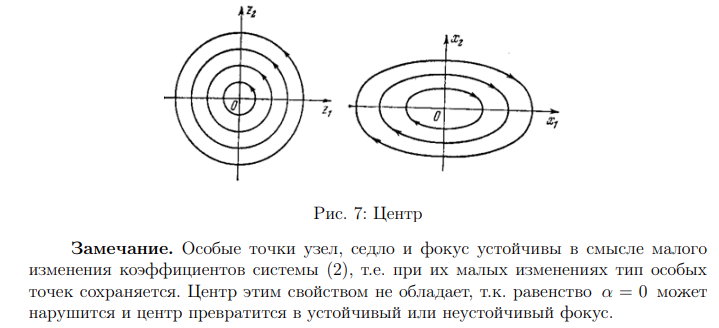 z₂
O
z₁
x₂
O
x₁
Рис. 7: Центр
Замечание. Особые точки узел, седло и фокус устойчивы в смысле малого
изменения коэффициентов системы (2), т.е. при их малых изменениях тип особых
точек сохраняется. Центр этим свойством не обладает, т.к. равенство α = 0 может
нарушится и центр превратится в устойчивый или неустойчивый фокус.